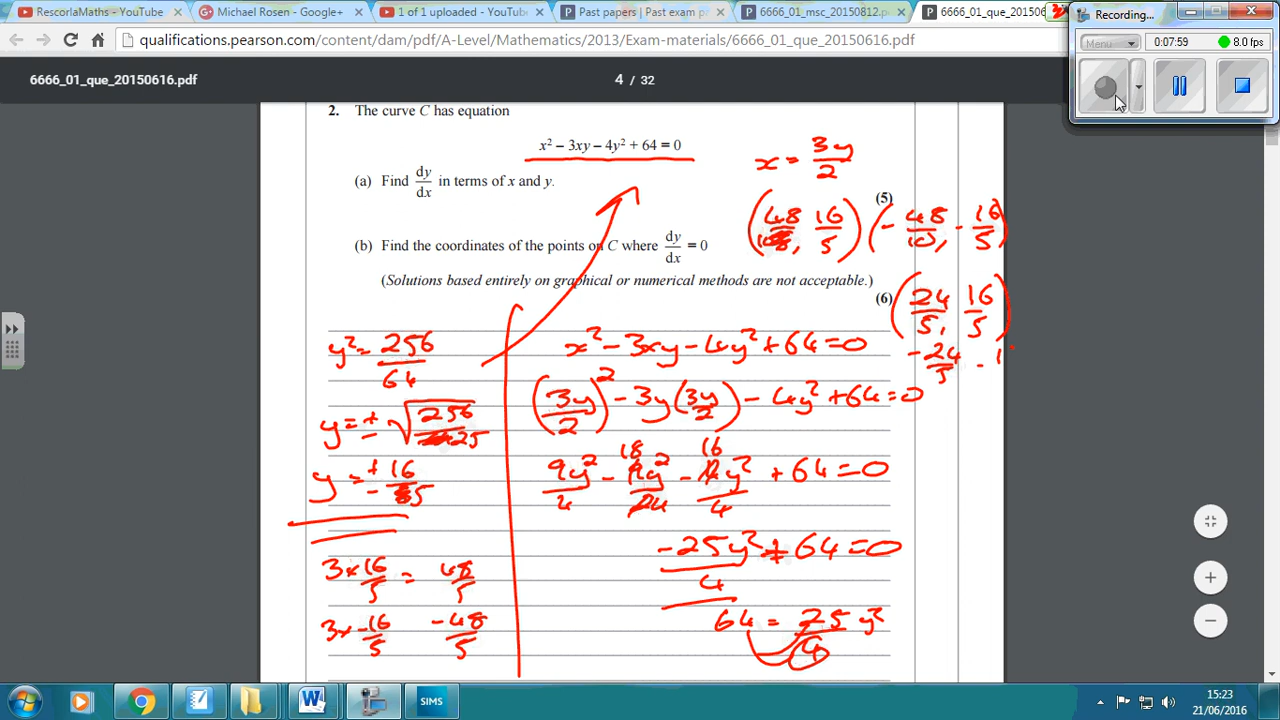 RescorlaMaths - YouTube
Michael Rosen - Google+
1 of 1 uploaded - YouTube
Past papers | Past exam p
6666_01_msc_20150812.p
6666_01_que_2015061
Recording...
Menu
0:07:59
8.0 fps
qualifications.pearson.com/content/dam/pdf/A-Level/Mathematics/2013/Exam-materials/6666_01_que_20150616.pdf
6666_01_que_20150616.pdf
4 / 32
2. The curve C has equation
x² – 3xy – 4y² + 64 = 0
x = 3y/2
(a) Find dy/dx in terms of x and y.
(5)
(48/10, 16/5) (-48/10, -16/5)
(b) Find the coordinates of the points on C where dy/dx = 0
(Solutions based entirely on graphical or numerical methods are not acceptable.)
(6)
(24/5, 16/5)
-24/5 - 1
y² = 256/64
y = ± √256/25
y = ± 16/5
3 × 16/5 = 48/5
3 × -16/5 -48/5
x² - 3xy - 4y² + 64 = 0
(3y/2)² - 3y(3y/2) - 4y² + 64 = 0
9y²/4 - 18y²/4 - 16y²/4 + 64 = 0
-25y²/4 + 64 = 0
64 = 25/4 y²
SIMS
15:23
21/06/2016